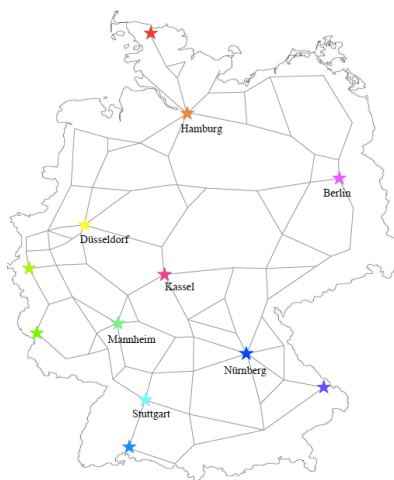 Hamburg
Berlin
Düsseldorf
Kassel
Mannheim
Nürnberg
Stuttgart